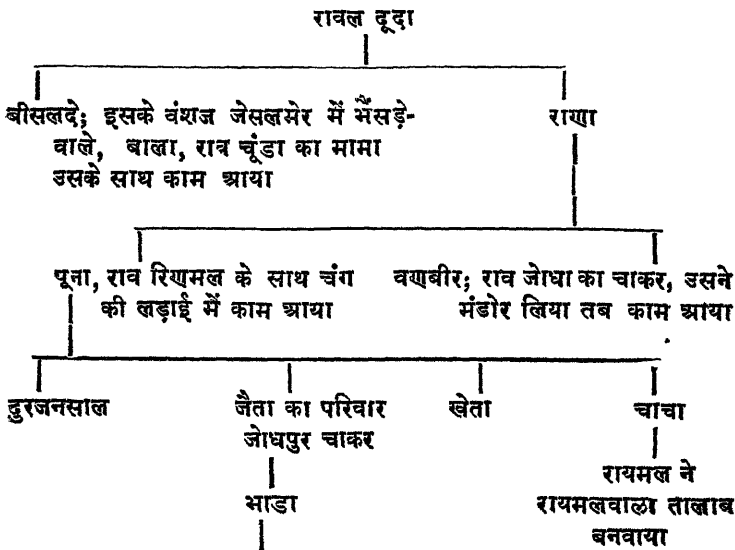 रावल दूदा
बीसलदे; इसके वंशज जेसलमेर में भैंसड़े-
वाले, बाला, राव चूंडा का मामा
उसके साथ काम आया
राणा
पूना, राव रिणमल के साथ चंग
की लड़ाई में काम आया
वणबीर; राव जोधा का चाकर, उसने
मंडोर लिया तब काम आया
दुरजनसाल
जैता का परिवार
जोधपुर चाकर
खेता
चाचा
भाडा
रायमल ने
रायमलवाला तालाब
बनवाया